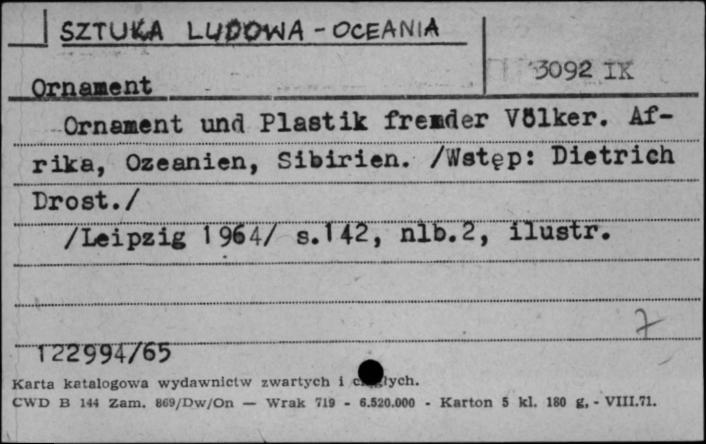 SZTUKA LUDOWA - OCEANIA
3092 IK
Ornament
Ornament und Plastik fremder Völker. Af-
rika, Ozeanien, Sibirien. /Wstęp: Dietrich
Drost./
/Leipzig 1964/ s.142, nlb.2, ilustr.
7
122994/65
Karta katalogowa wydawnictw zwartych i
CWD B 144 Zam. 869/Dw/On — Wrak 719 - 6.520.000 - Karton 5 kl. 180 g. - VIII.71.